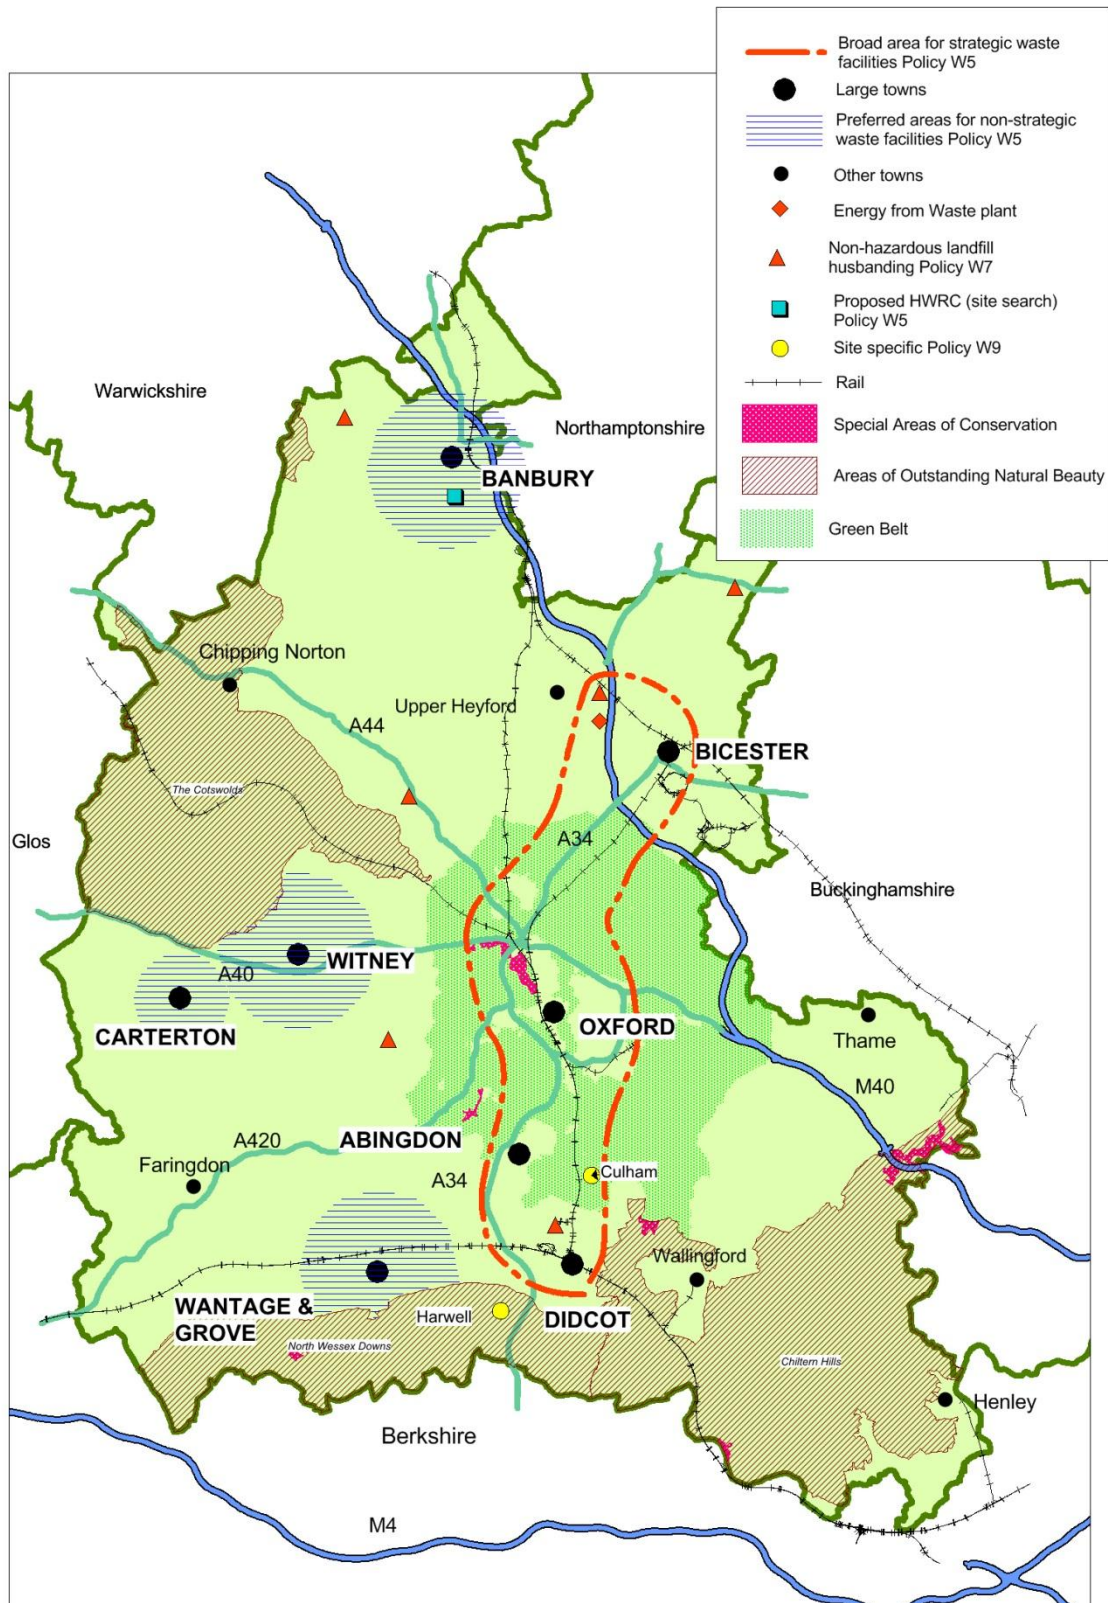 Broad area for strategic waste
facilities Policy W5
Large towns
Preferred areas for non-strategic
waste facilities Policy W5
Other towns
Energy from Waste plant
Non-hazardous landfill
husbanding Policy W7
Proposed HWRC (site search)
Policy W5
Site specific Policy W9
Rail
Special Areas of Conservation
Areas of Outstanding Natural Beauty
Green Belt
Warwickshire
Northamptonshire
BANBURY
Chipping Norton
Upper Heyford
A44
BICESTER
The Cotswolds
Glos
A34
Buckinghamshire
WITNEY
A40
CARTERTON
OXFORD
Thame
M40
ABINGDON
A420
Faringdon
A34
Culham
Wallingford
WANTAGE &
GROVE
Harwell
DIDCOT
North Wessex Downs
Chiltern Hills
Henley
Berkshire
M4